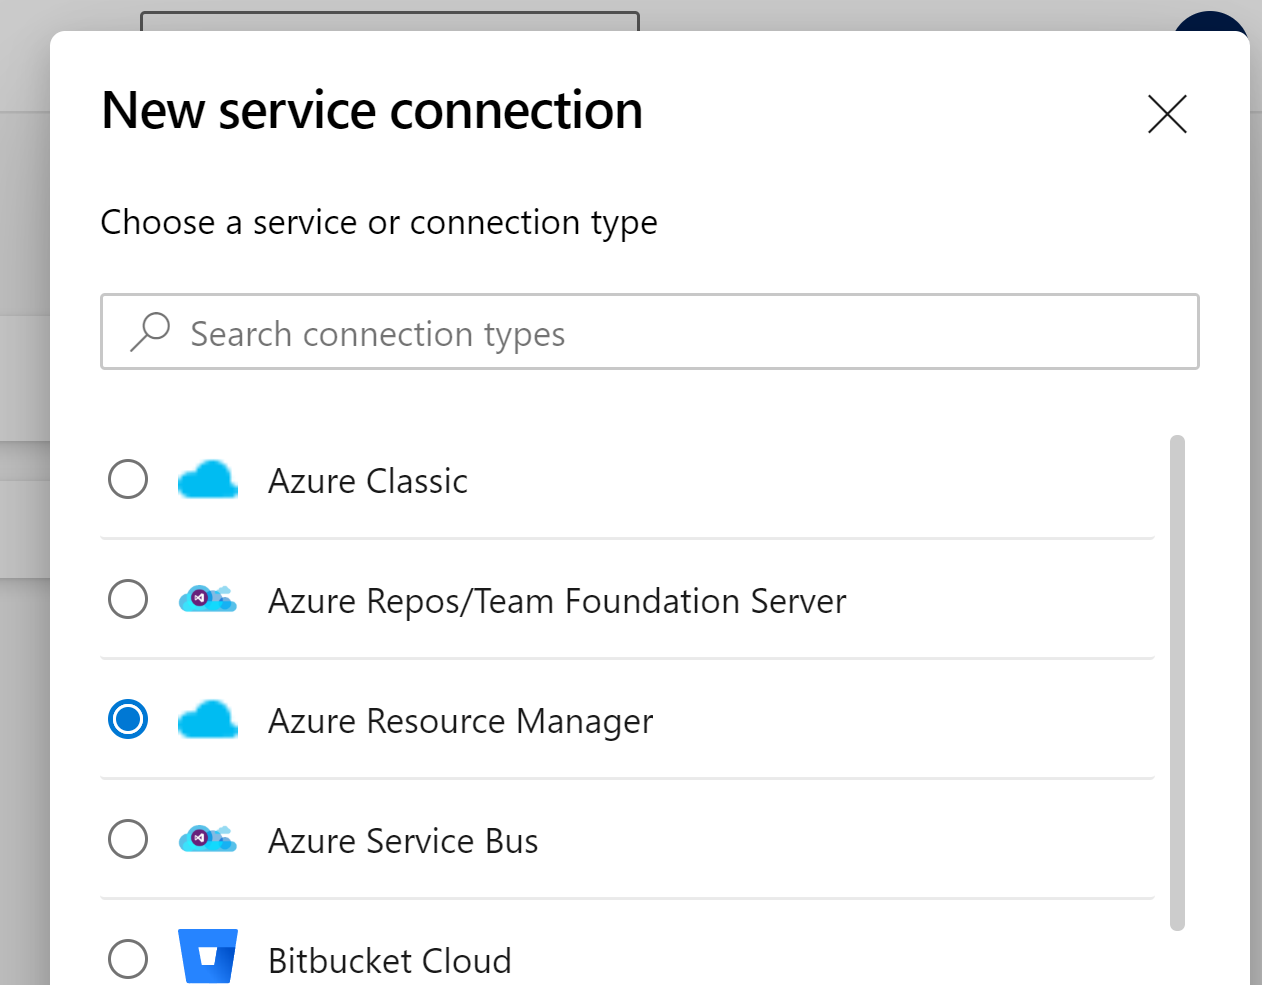 New service connection
Choose a service or connection type
Search connection types
Azure Classic
Azure Repos/Team Foundation Server
Azure Resource Manager
Azure Service Bus
Bitbucket Cloud